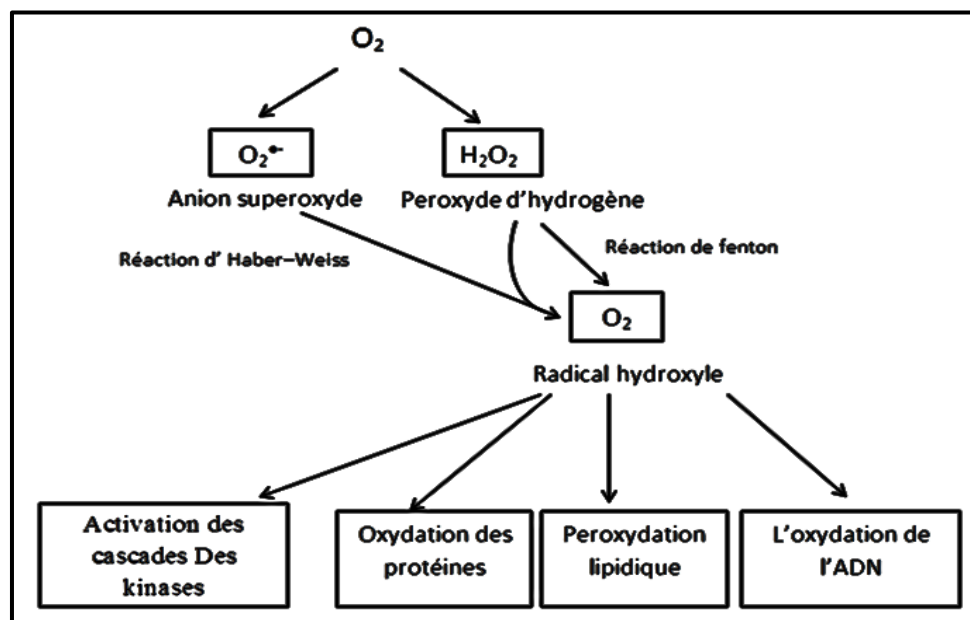 O₂
O₂•-
H₂O₂
Anion superoxyde
Peroxyde d'hydrogène
Réaction d' Haber–Weiss
Réaction de fenton
O₂
Radical hydroxyle
Activation des
cascades Des
kinases
Oxydation des
protéines
Peroxydation
lipidique
L'oxydation de
l'ADN